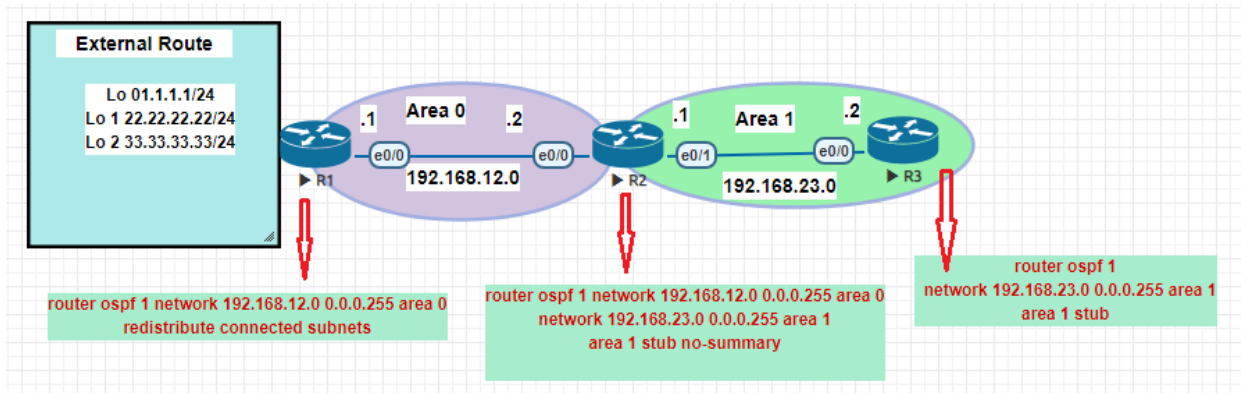 External Route
Lo 01.1.1.1/24
Lo 1 22.22.22.22/24
Lo 2 33.33.33.33/24
.1
Area 0
.2
e0/0
e0/0
192.168.12.0
R1
.1
Area 1
.2
e0/1
e0/0
192.168.23.0
R2
R3
router ospf 1 network 192.168.12.0 0.0.0.255 area 0
redistribute connected subnets
router ospf 1 network 192.168.12.0 0.0.0.255 area 0
network 192.168.23.0 0.0.0.255 area 1
area 1 stub no-summary
router ospf 1
network 192.168.23.0 0.0.0.255 area 1
area 1 stub